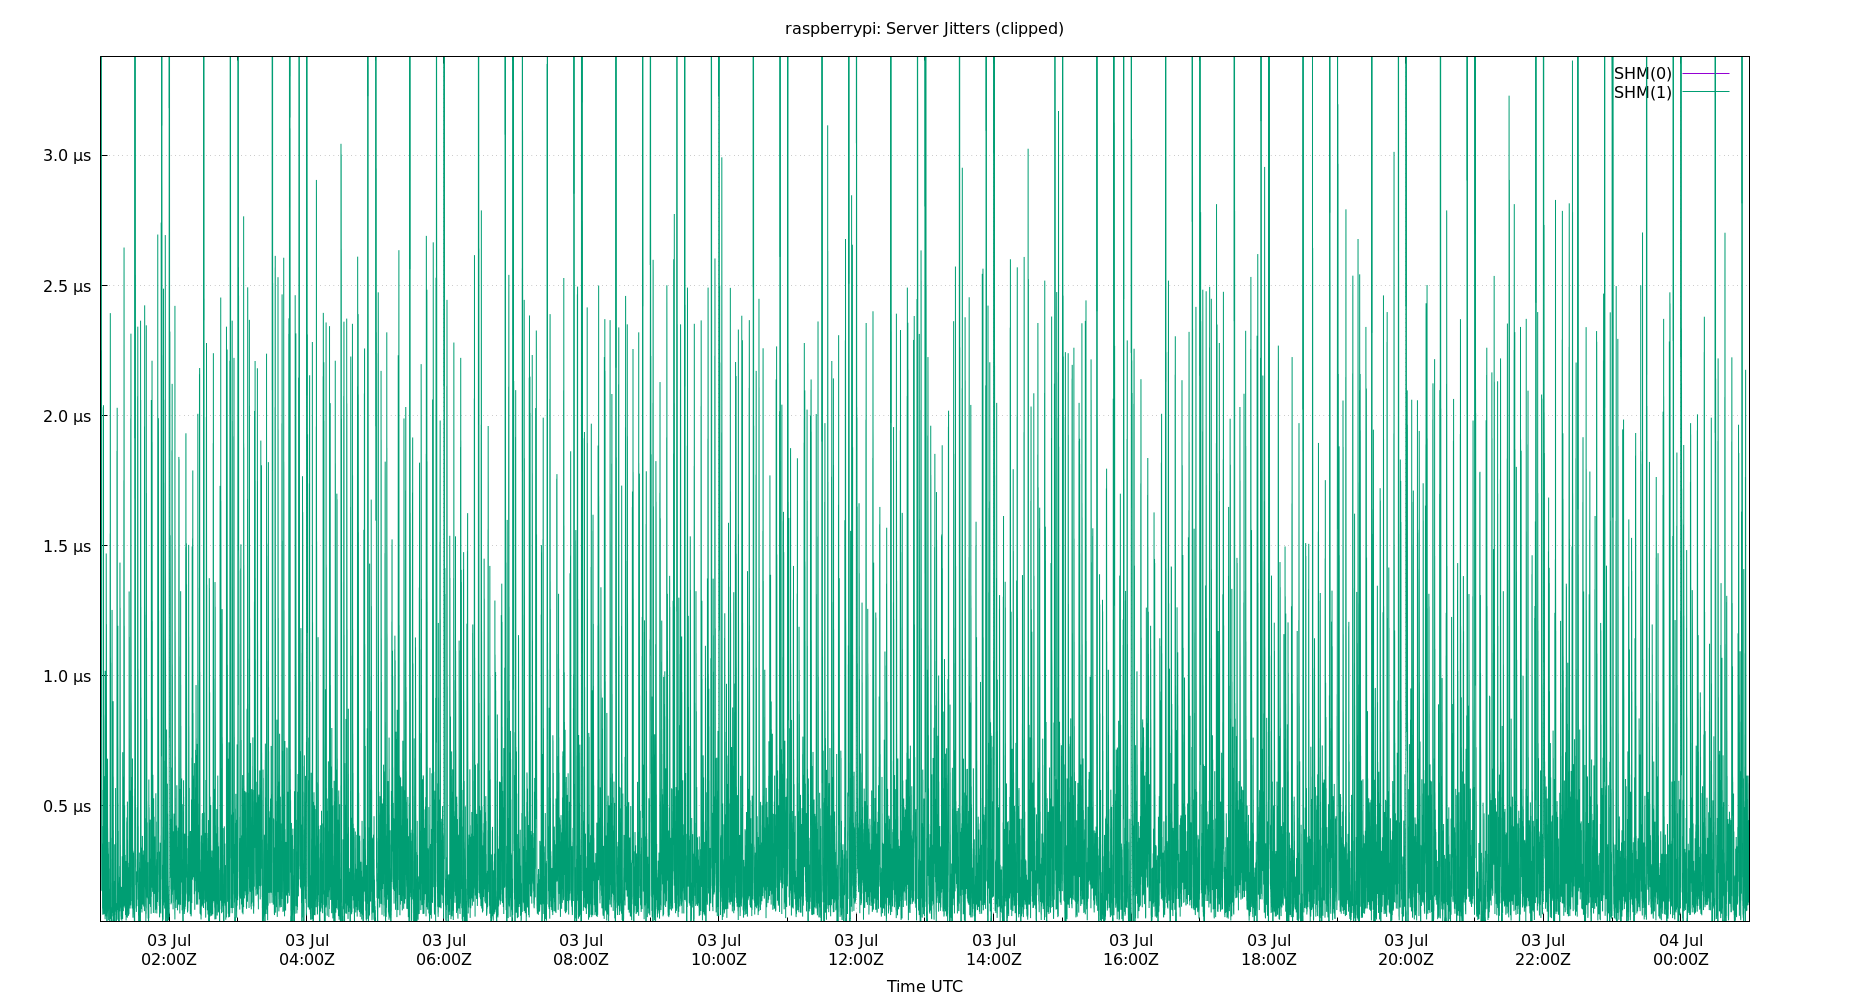 raspberrypi: Server Jitters (clipped)
SHM(0)
SHM(1)
3.0 µs
2.5 µs
2.0 µs
1.5 µs
1.0 µs
0.5 µs
03 Jul 03 Jul 03 Jul 03 Jul 03 Jul 03 Jul 03 Jul 03 Jul 03 Jul 03 Jul 03 Jul 04 Jul
02:00Z 04:00Z 06:00Z 08:00Z 10:00Z 12:00Z 14:00Z 16:00Z 18:00Z 20:00Z 22:00Z 00:00Z
Time UTC